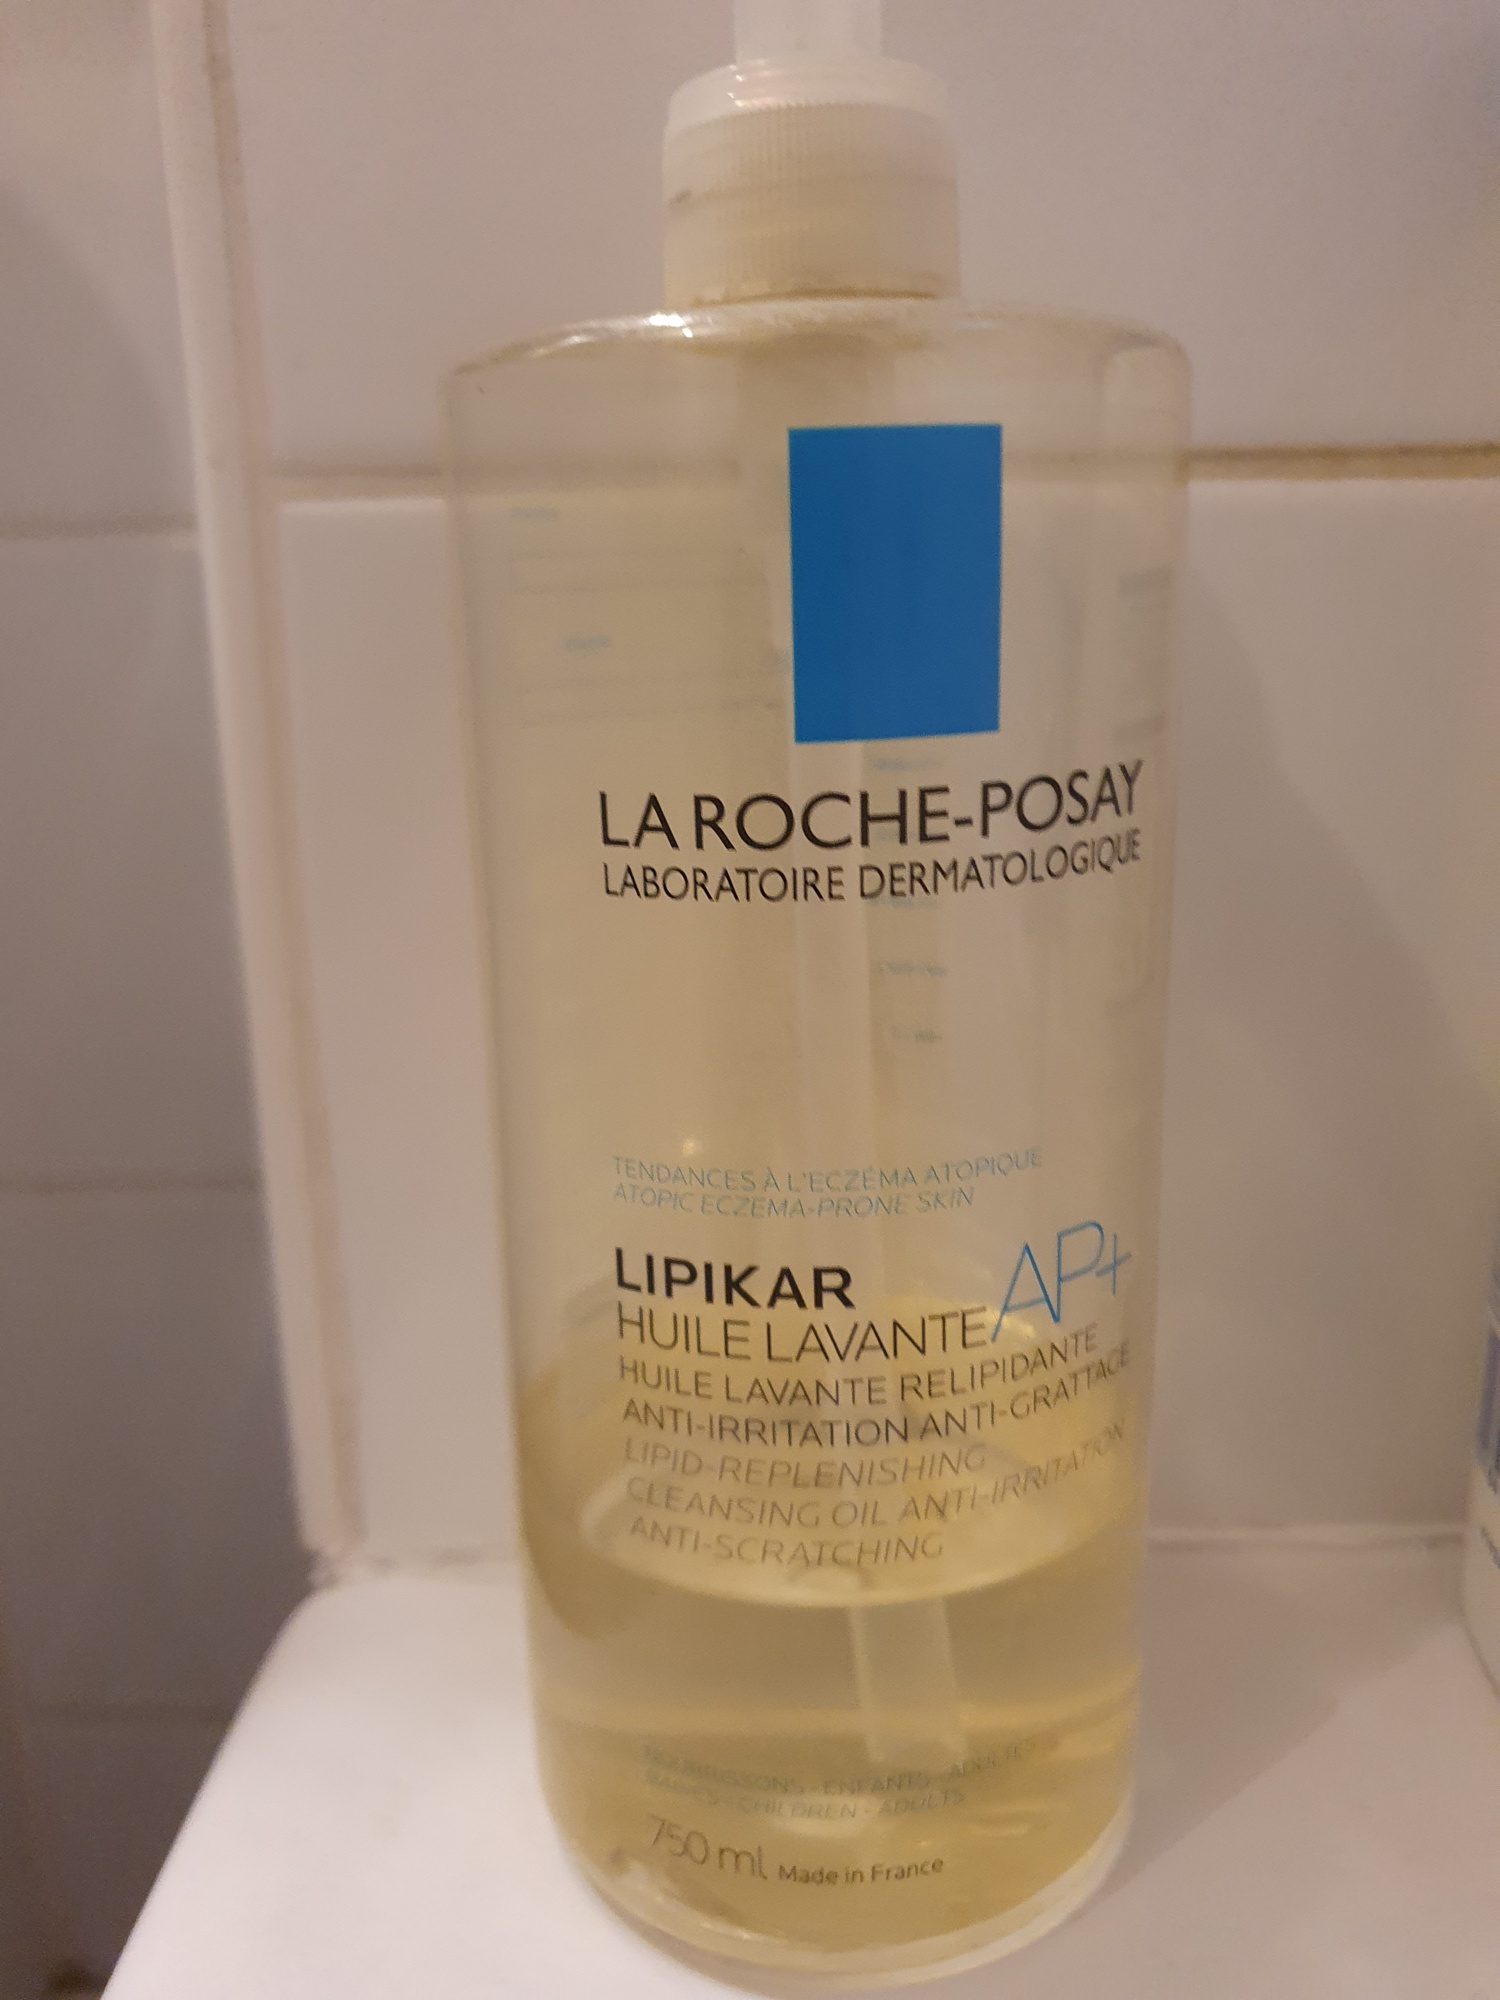 LA ROCHE-POSAY
LABORATOIRE DERMATOLOGIQUE
TENDANCES À L'ECZÉMA ATOPIQUE
ATOPIC ECZEMA-PRONE SKIN
LIPIKAR
HUILE LAVANTE AP+
HUILE LAVANTE RELIPIDANTE
ANTI-IRRITATION ANTI-GRATTAGE
LIPID-REPLENISHING
CLEANSING OIL ANTI-IRRITATION
ANTI-SCRATCHING
NOURRISSONS - ENFANTS - ADULTES
BABIES - CHILDREN - ADULTS
750 ml Made in France